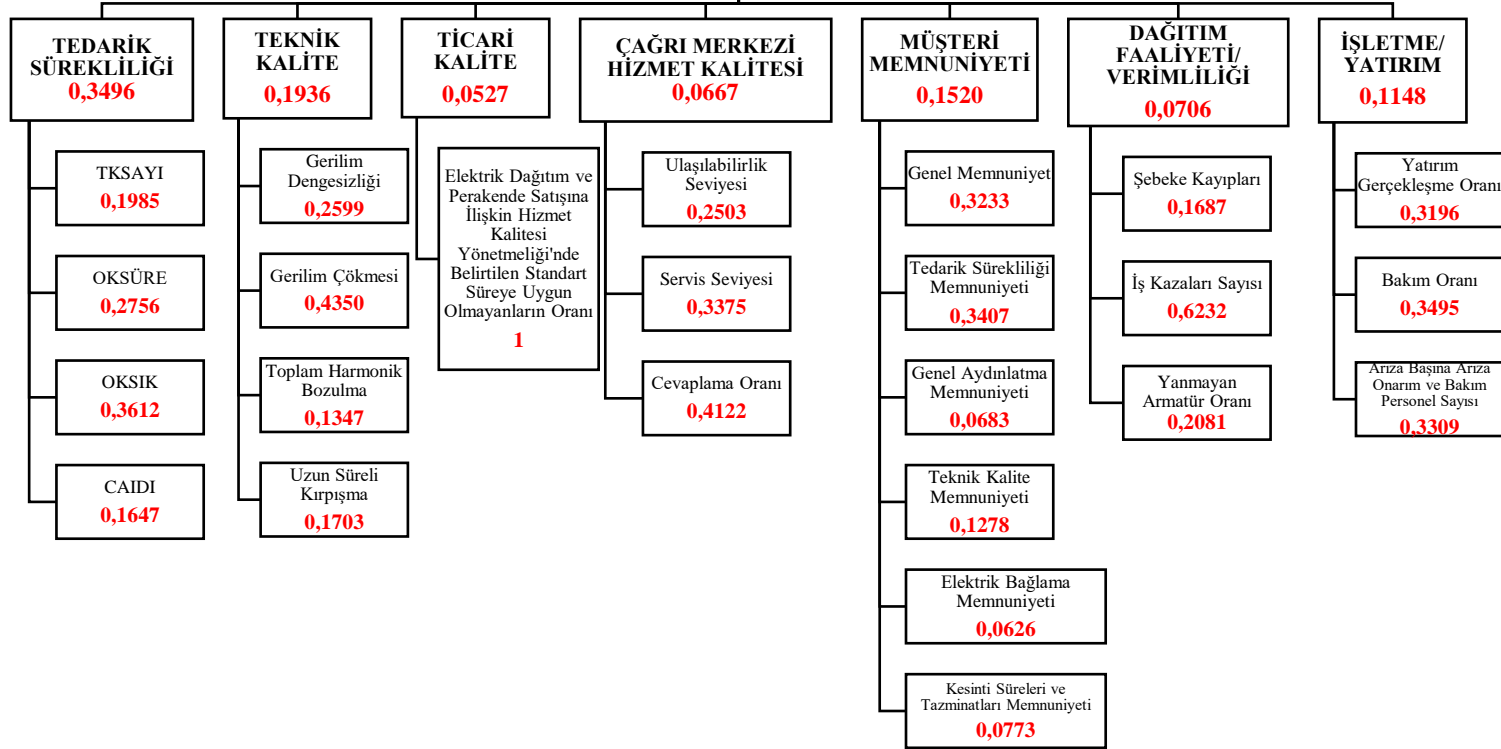 TEDARİK
SÜREKLİLİĞİ
0,3496
TKSAYI
0,1985
OKSÜRE
0,2756
OKSIK
0,3612
CAIDI
0,1647
TEKNİK
KALİTE
0,1936
Gerilim
Dengesizliği
0,2599
Gerilim Çökmesi
0,4350
Toplam Harmonik
Bozulma
0,1347
Uzun Süreli
Kırpışma
0,1703
TİCARİ
KALİTE
0,0527
Elektrik Dağıtım ve
Perakende Satışına
İlişkin Hizmet
Kalitesi
Yönetmeliği'nde
Belirtilen Standart
Süreye Uygun
Olmayanların Oranı
1
ÇAĞRI MERKEZİ
HİZMET KALİTESİ
0,0667
Ulaşılabilirlik
Seviyesi
0,2503
Servis Seviyesi
0,3375
Cevaplama Oranı
0,4122
MÜŞTERİ
MEMNUNİYETİ
0,1520
Genel Memnuniyet
0,3233
Tedarik Sürekliliği
Memnuniyeti
0,3407
Genel Aydınlatma
Memnuniyeti
0,0683
Teknik Kalite
Memnuniyeti
0,1278
Elektrik Bağlama
Memnuniyeti
0,0626
Kesinti Süreleri ve
Tazminatları Memnuniyeti
0,0773
DAĞITIM
FAALİYETİ/
VERİMLİLİĞİ
0,0706
Şebeke Kayıpları
0,1687
İş Kazaları Sayısı
0,6232
Yanmayan
Armatür Oranı
0,2081
İŞLETME/
YATIRIM
0,1148
Yatırım
Gerçekleşme Oranı
0,3196
Bakım Oranı
0,3495
Arıza Başına Arıza
Onarım ve Bakım
Personel Sayısı
0,3309